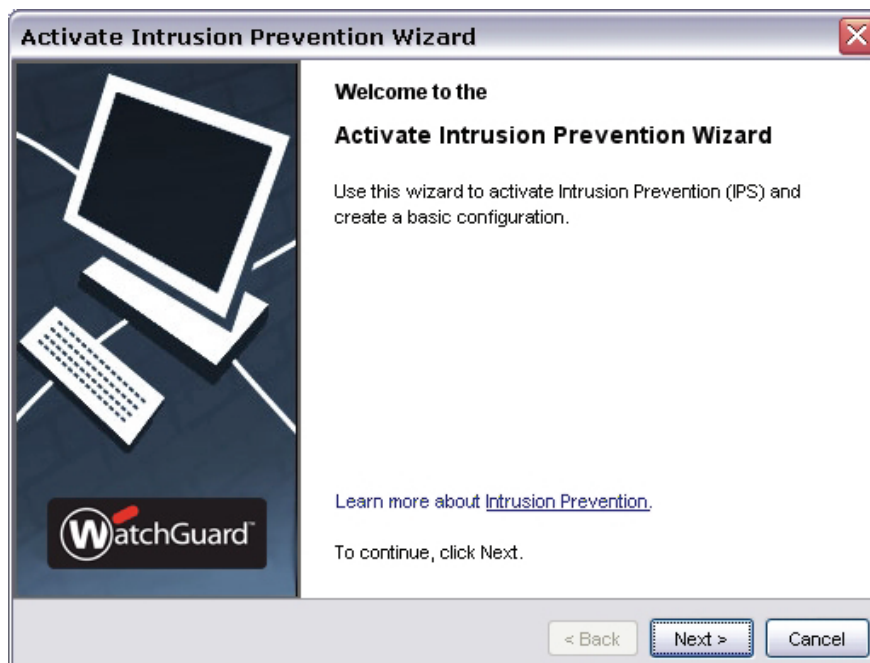 Activate Intrusion Prevention Wizard
Welcome to the
Activate Intrusion Prevention Wizard
Use this wizard to activate Intrusion Prevention (IPS) and
create a basic configuration.
Learn more about Intrusion Prevention.
WatchGuard™
To continue, click Next.
< Back
Next >
Cancel